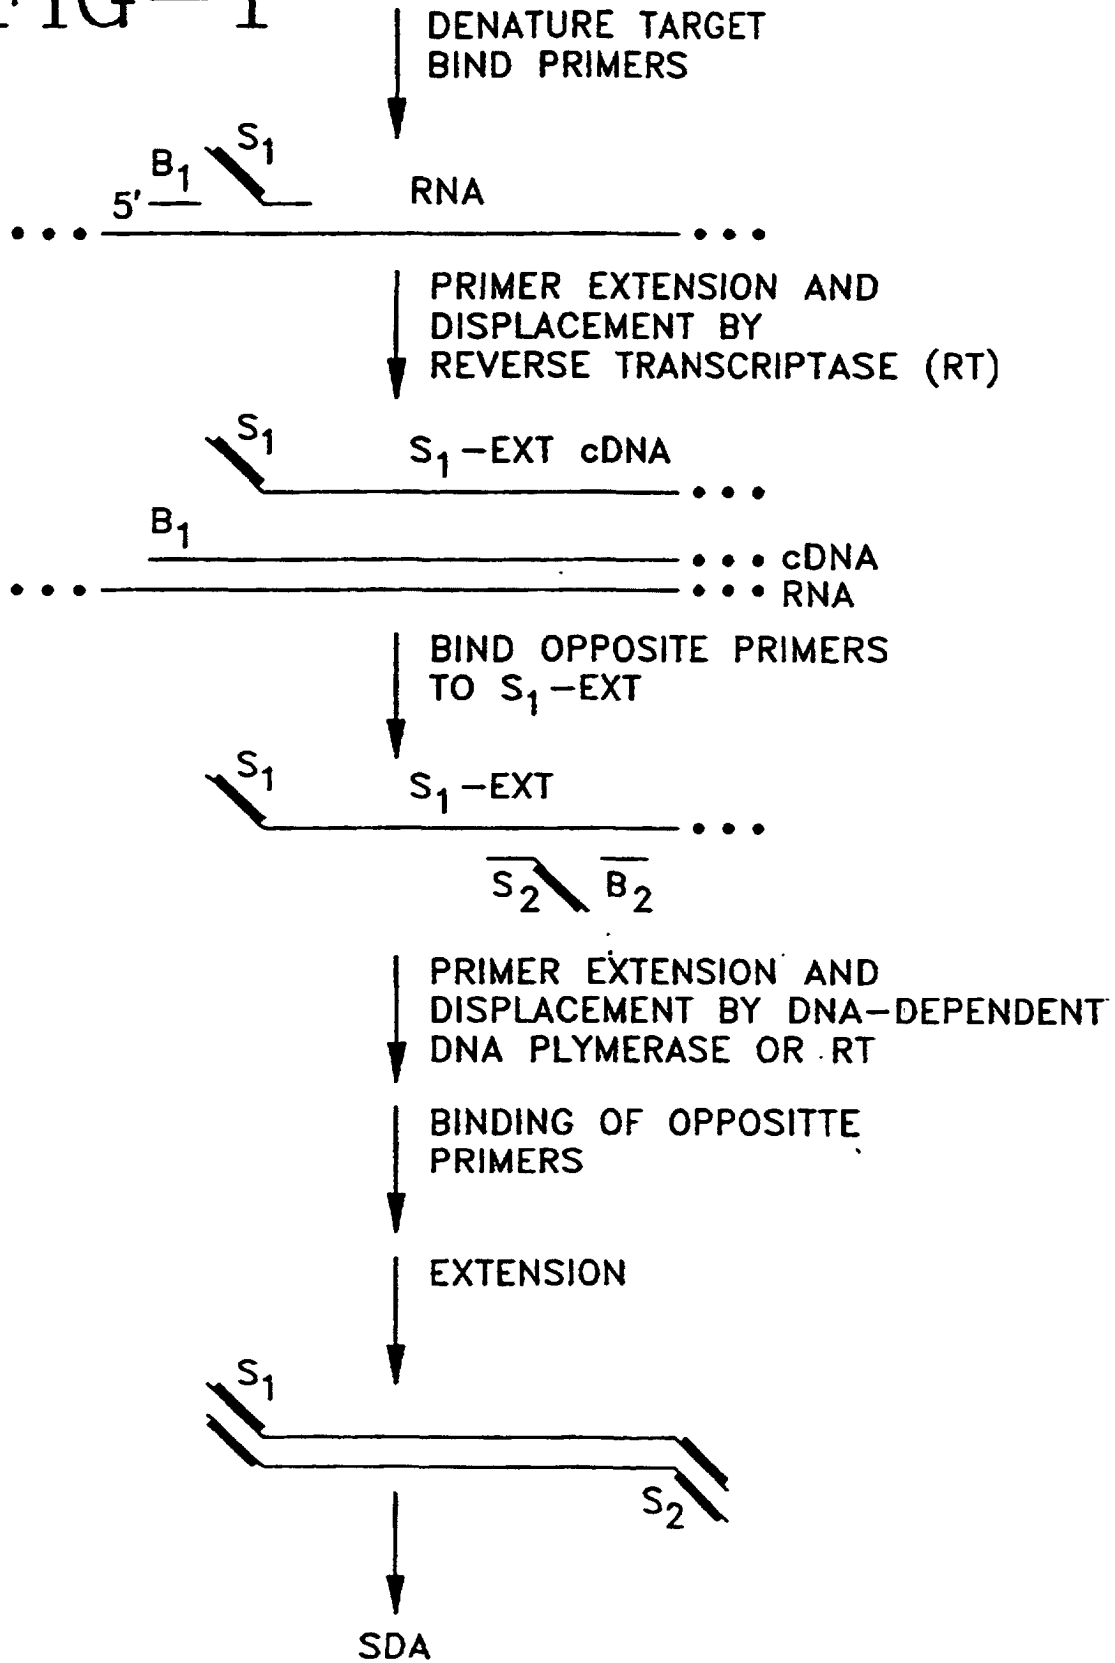 FIG-1
DENATURE TARGET
BIND PRIMERS
S1
B1
5' RNA
PRIMER EXTENSION AND
DISPLACEMENT BY
REVERSE TRANSCRIPTASE (RT)
S1 S1-EXT cDNA
B1
cDNA
RNA
BIND OPPOSITE PRIMERS
TO S1-EXT
S1 S1-EXT
S2 B2
PRIMER EXTENSION AND
DISPLACEMENT BY DNA-DEPENDENT
DNA PLYMERASE OR RT
BINDING OF OPPOSITTE
PRIMERS
EXTENSION
S1
S2
SDA